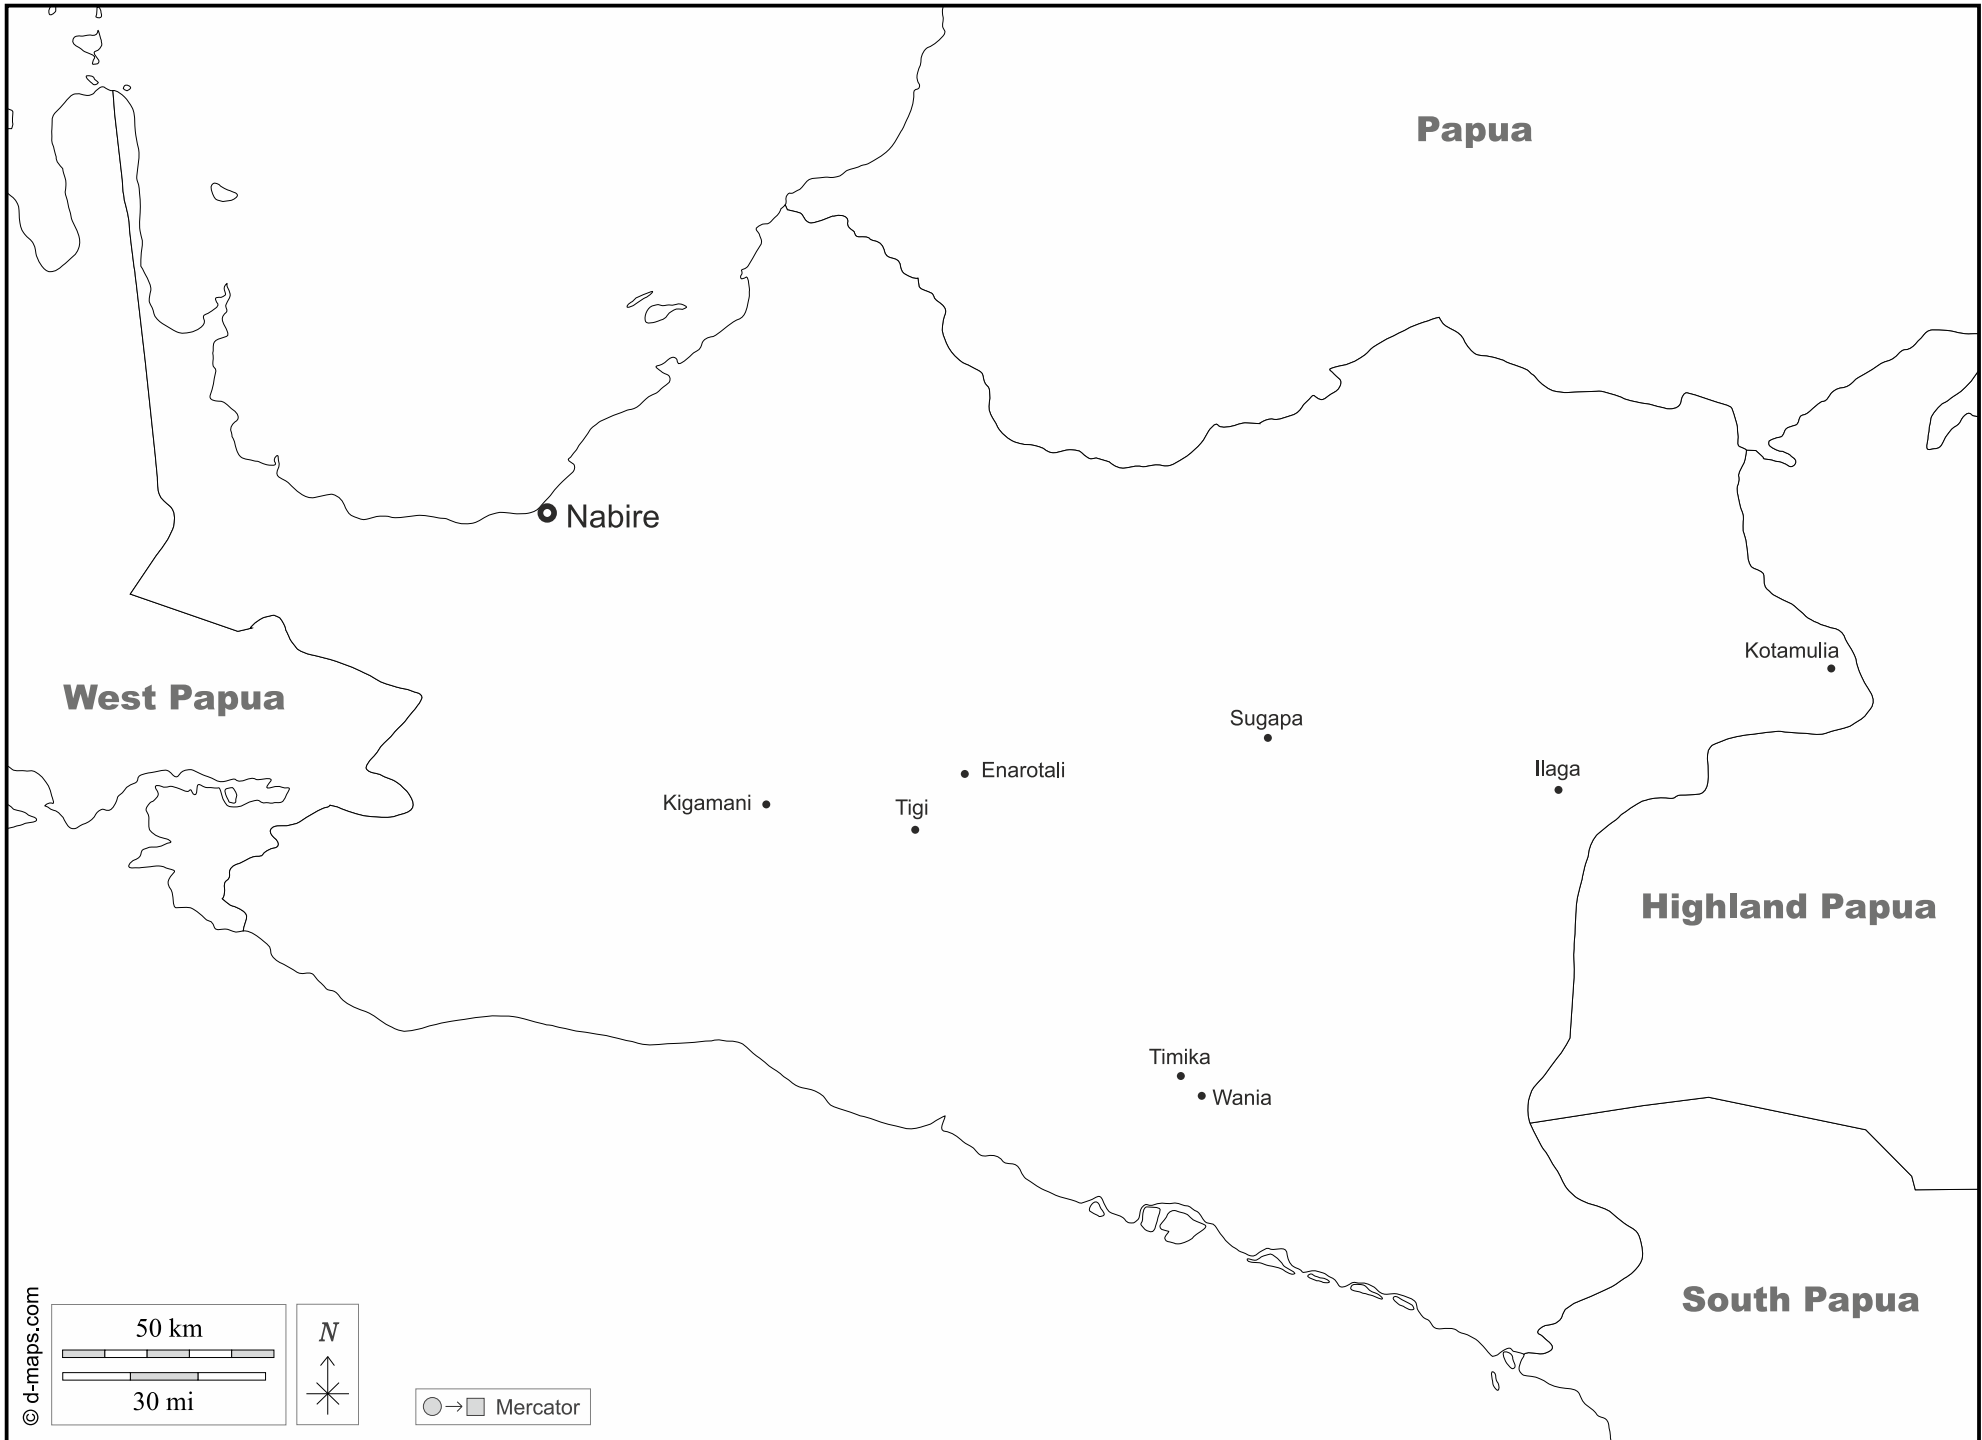 Papua
Nabire
Kotamulia
West Papua
Sugapa
Enarotali
Ilaga
Kigamani
Tigi
Highland Papua
Timika
Wania
South Papua
© d-maps.com
50 km
30 mi
N
Mercator